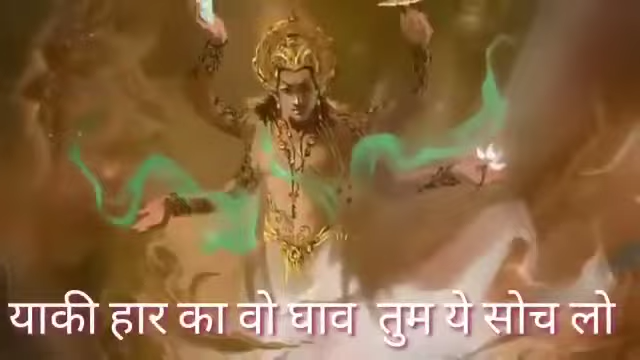 याकी हार का वो घाव तुम ये सोच लो